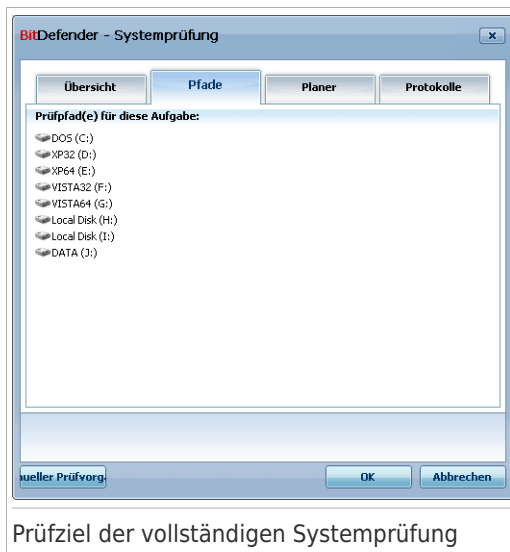 BitDefender - Systemprüfung
Übersicht Pfade Planer Protokolle
Prüfpfad(e) für diese Aufgabe:
DOS (C:)
XP32 (D:)
XP64 (E:)
VISTA32 (F:)
VISTA64 (G:)
Local Disk (H:)
Local Disk (I:)
DATA (J:)
ueller Prüfvorg. OK Abbrechen
Prüfziel der vollständigen Systemprüfung